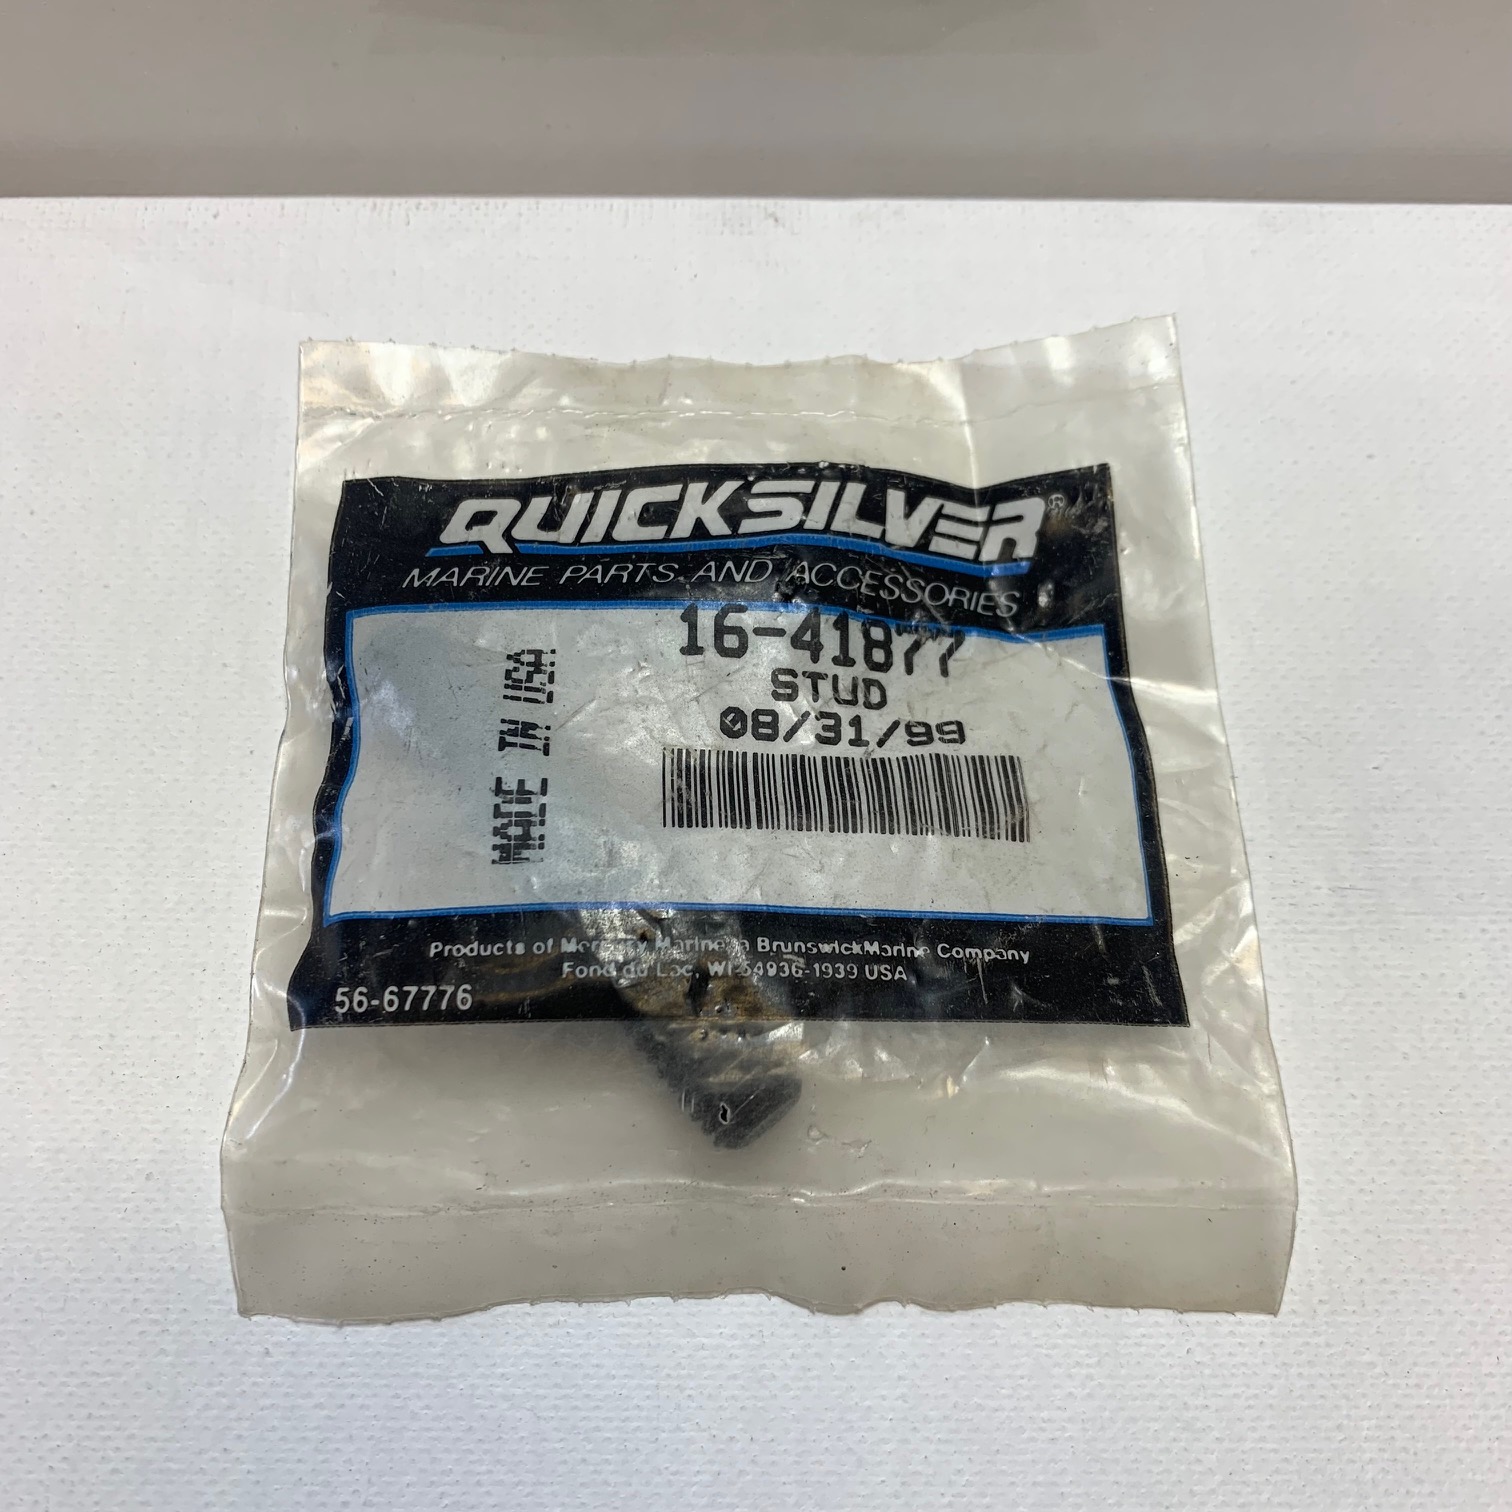 QUICKSILVER®
MARINE PARTS AND ACCESSORIES
16-41877
STUD
08/31/99
MADE IN USA
Products of Mercury Marine a Brunswick Marine Company
Fond du Lac, WI 54936-1939 USA
56-67776